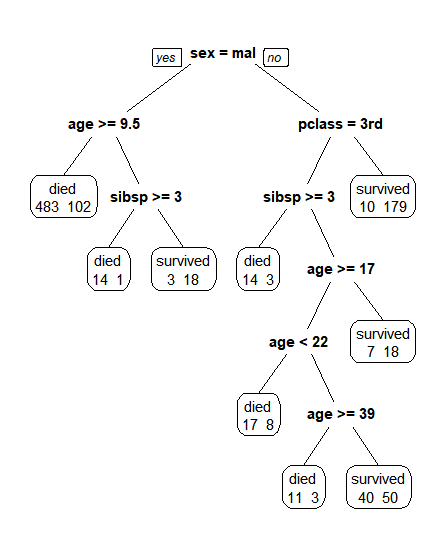 yes sex = mal no
age >= 9.5 pclass = 3rd
died
483 102
sibsp >= 3 sibsp >= 3
survived
10 179
died
14 1
survived
3 18
died
14 3
age >= 17
age < 22
survived
7 18
died
17 8
age >= 39
died
11 3
survived
40 50